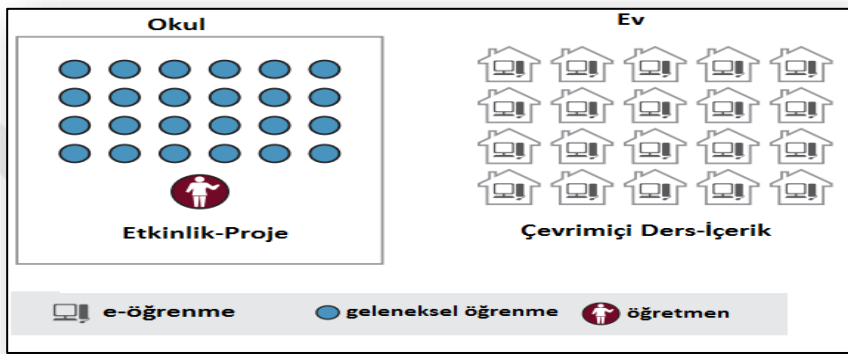 Okul
Ev
Etkinlik-Proje
Çevrimiçi Ders-İçerik
e-öğrenme
geleneksel öğrenme
öğretmen